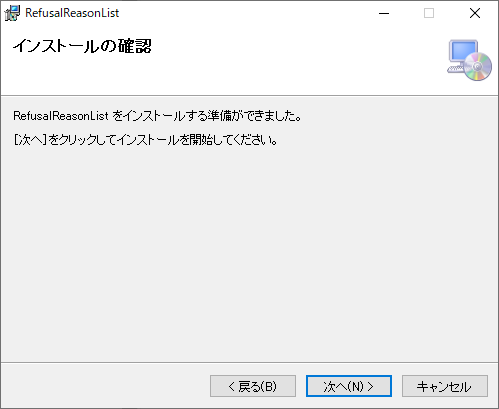 RefusalReasonList
インストールの確認
RefusalReasonList をインストールする準備ができました。
[次へ]をクリックしてインストールを開始してください。
< 戻る(B)
次へ(N) >
キャンセル